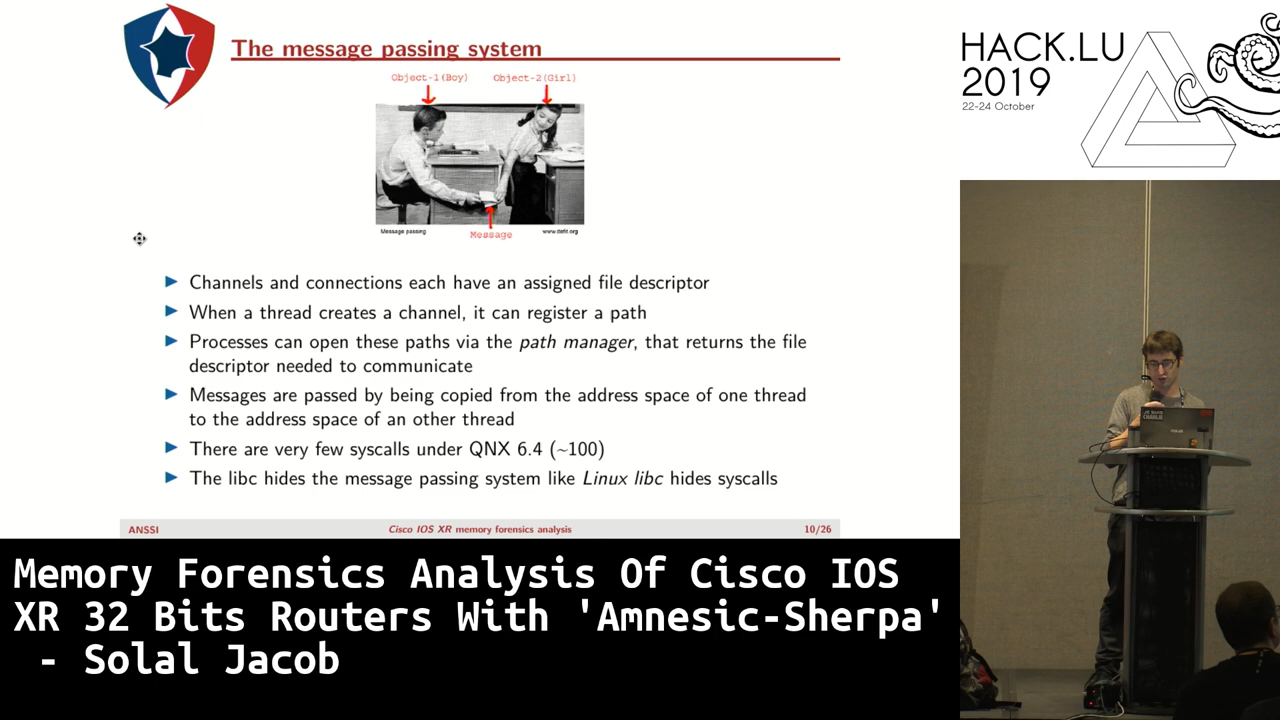 The message passing system
Object-1(Boy)
Object-2(Girl)
Message passing
Message
www.defit.org
Channels and connections each have an assigned file descriptor
When a thread creates a channel, it can register a path
Processes can open these paths via the path manager, that returns the file
descriptor needed to communicate
Messages are passed by being copied from the address space of one thread
to the address space of an other thread
There are very few syscalls under QNX 6.4 (~100)
The libc hides the message passing system like Linux libc hides syscalls
ANSSI
Cisco IOS XR memory forensics analysis
10/26
HACK.LU
2019
22-24 October
JE SUIS
CHARLIE
ASUS
Memory Forensics Analysis Of Cisco IOS
XR 32 Bits Routers With 'Amnesic-Sherpa'
- Solal Jacob